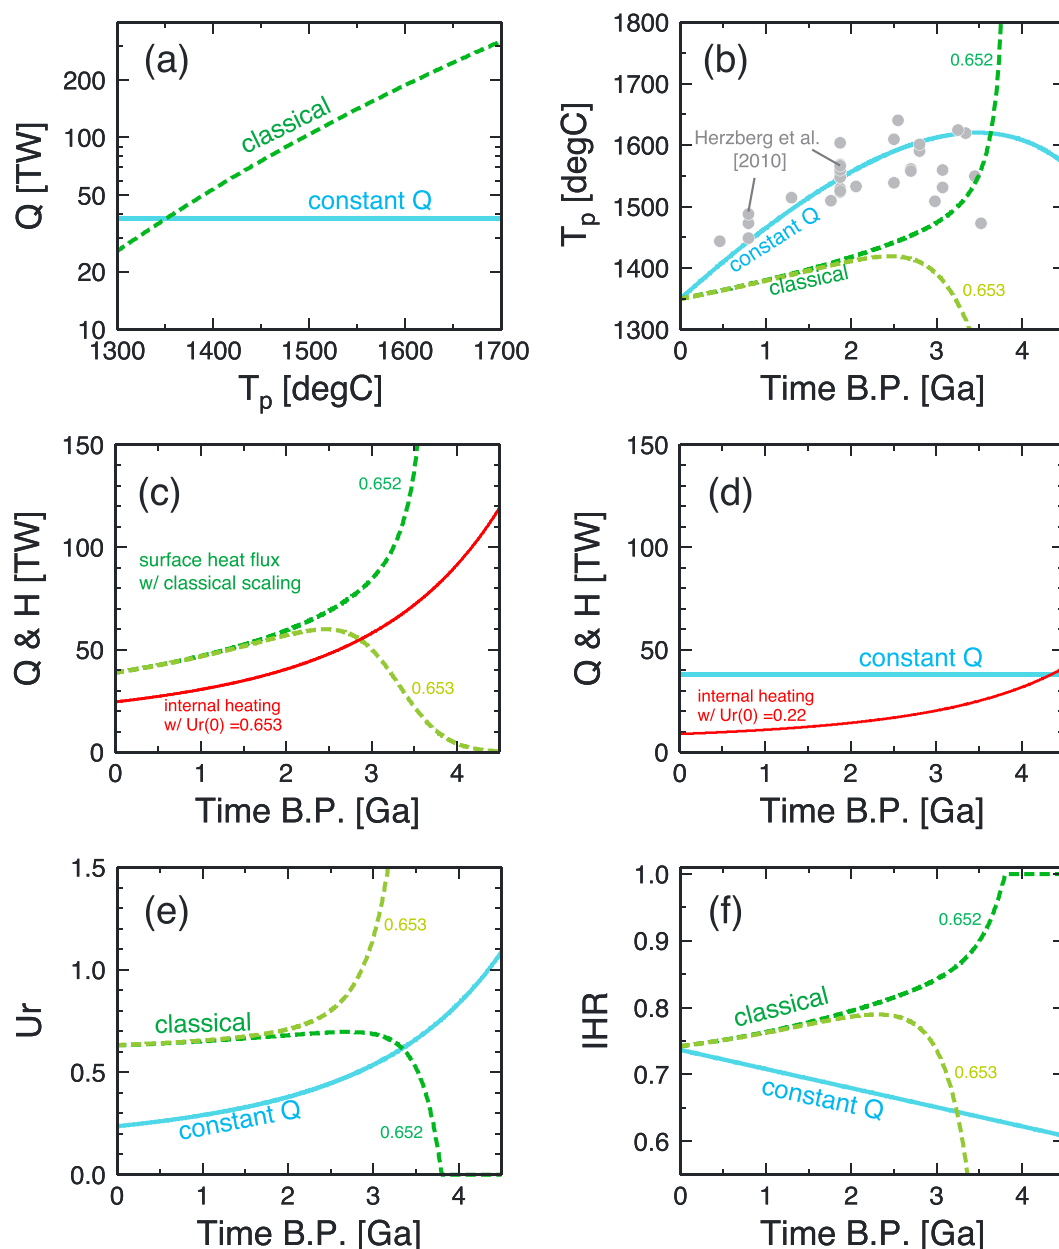 (a)
Q [TW]
200
100
50
20
10
classical
constant Q
1300
1400
1500
1600
1700
T_p [degC]
(b)
T_p [degC]
1800
1700
1600
1500
1400
1300
0.652
Herzberg et al.
[2010]
constant Q
classical
0.653
0
1
2
3
4
Time B.P. [Ga]
(c)
Q & H [TW]
150
100
50
0
0.652
surface heat flux
w/ classical scaling
0.653
internal heating
w/ Ur(0) =0.653
0
1
2
3
4
Time B.P. [Ga]
(d)
Q & H [TW]
150
100
50
0
constant Q
internal heating
w/ Ur(0) =0.22
0
1
2
3
4
Time B.P. [Ga]
(e)
Ur
1.5
1.0
0.5
0.0
0.653
classical
constant Q
0.652
0
1
2
3
4
Time B.P. [Ga]
(f)
IHR
1.0
0.9
0.8
0.7
0.6
0.652
classical
0.653
constant Q
0
1
2
3
4
Time B.P. [Ga]